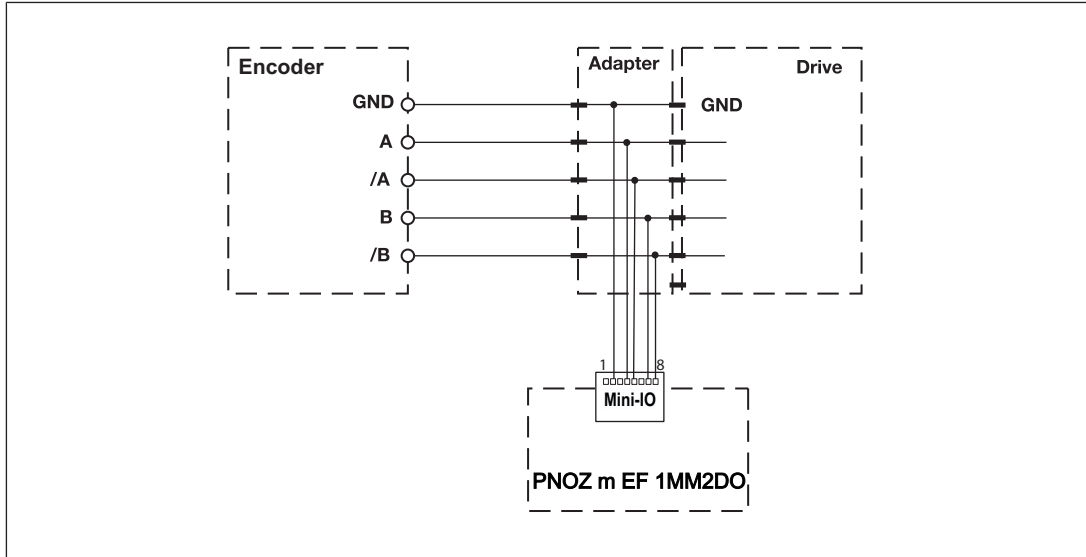 Encoder
Adapter
Drive
GND
GND
A
/A
B
/B
1
8
Mini-IO
PNOZ m EF 1MM2DO